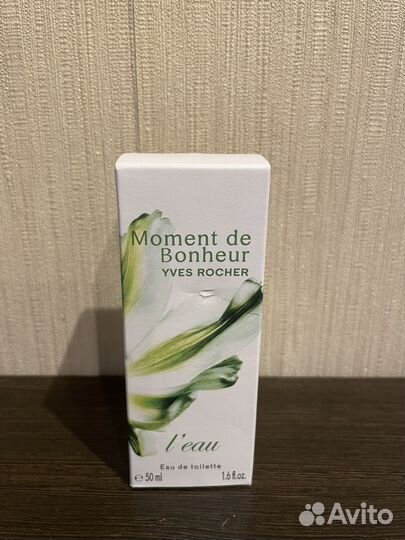 Moment de
Bonheur
YVES ROCHER
l'eau
Eau de toilette
e 50 ml 1.6 fl.oz.
Avito